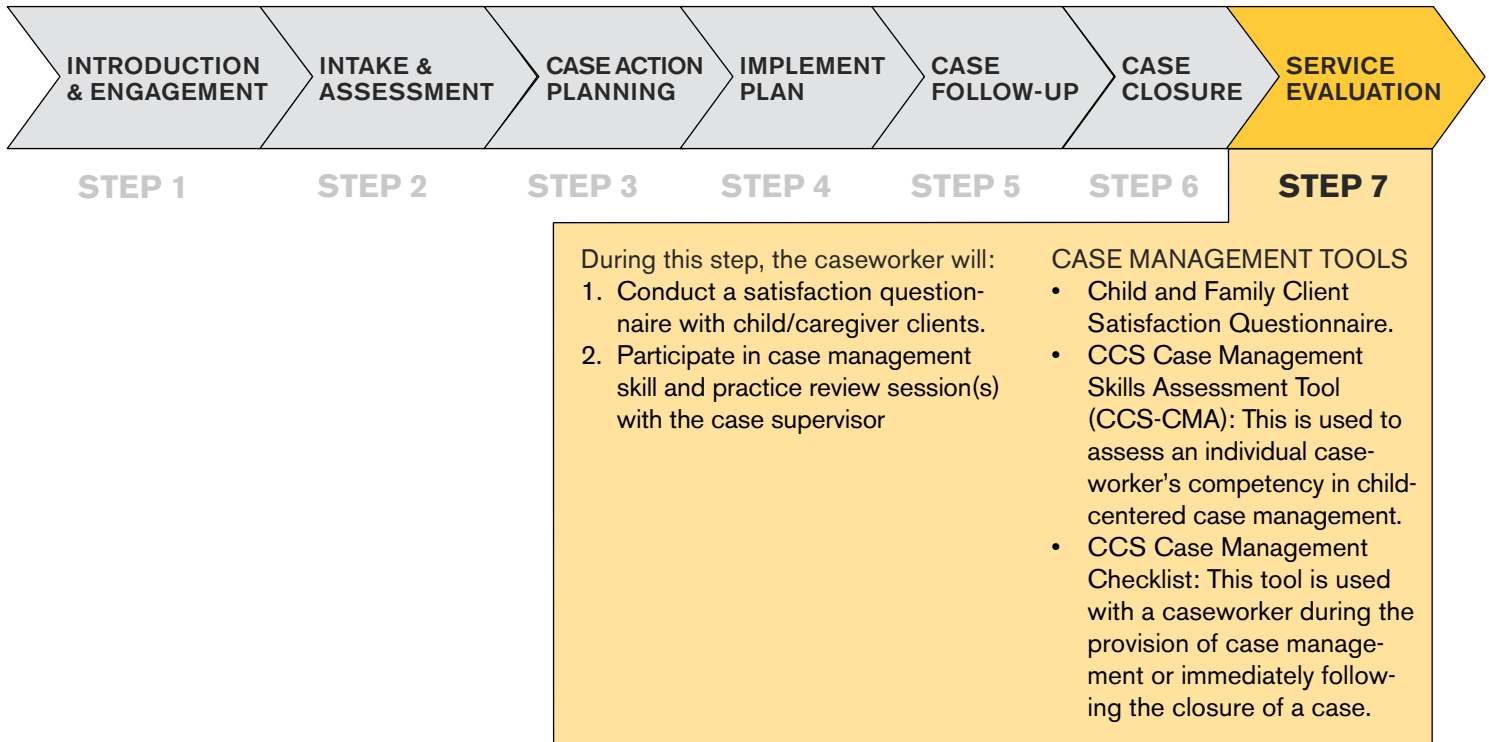 INTRODUCTION
& ENGAGEMENT
INTAKE &
ASSESSMENT
CASE ACTION
PLANNING
IMPLEMENT
PLAN
CASE
FOLLOW-UP
CASE
CLOSURE
SERVICE
EVALUATION
STEP 1
STEP 2
STEP 3
STEP 4
STEP 5
STEP 6
STEP 7
During this step, the caseworker will:
1. Conduct a satisfaction question-
naire with child/caregiver clients.
2. Participate in case management
skill and practice review session(s)
with the case supervisor
CASE MANAGEMENT TOOLS
• Child and Family Client
Satisfaction Questionnaire.
• CCS Case Management
Skills Assessment Tool
(CCS-CMA): This is used to
assess an individual case-
worker's competency in child-
centered case management.
• CCS Case Management
Checklist: This tool is used
with a caseworker during the
provision of case manage-
ment or immediately follow-
ing the closure of a case.